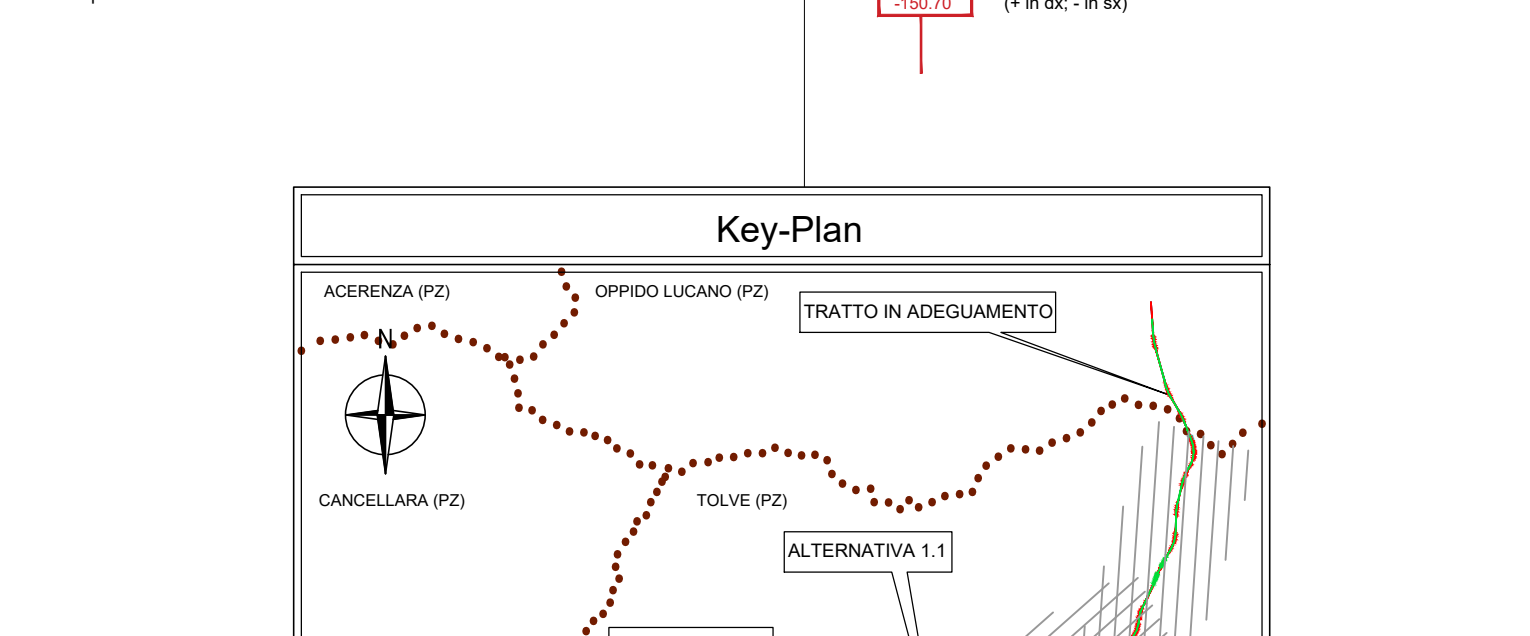 -150.70
(+ in dx; - in sx)
Key-Plan
ACERENZA (PZ)
OPPIDO LUCANO (PZ)
TRATTO IN ADEGUAMENTO
N
CANCELLARA (PZ)
TOLVE (PZ)
ALTERNATIVA 1.1